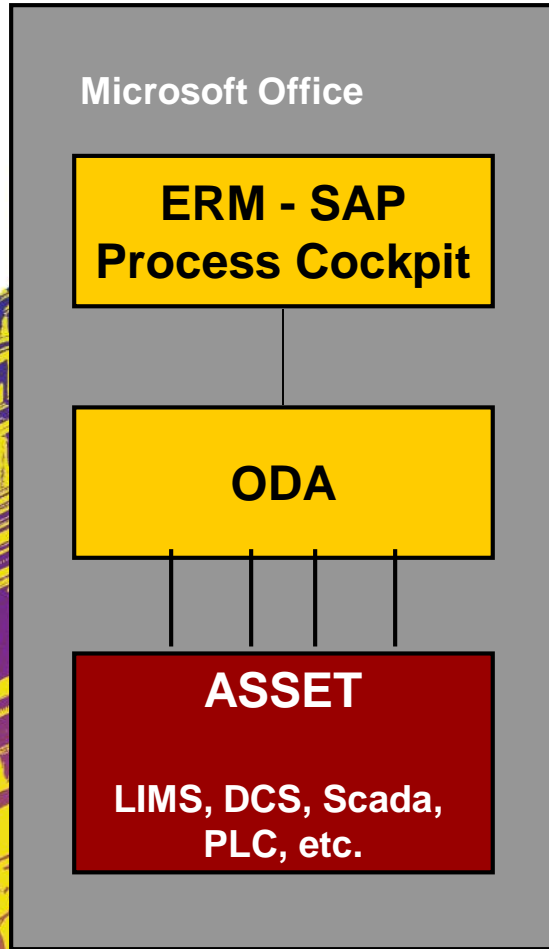 Microsoft Office
ERM - SAP
Process Cockpit
ODA
ASSET
LIMS, DCS, Scada,
PLC, etc.